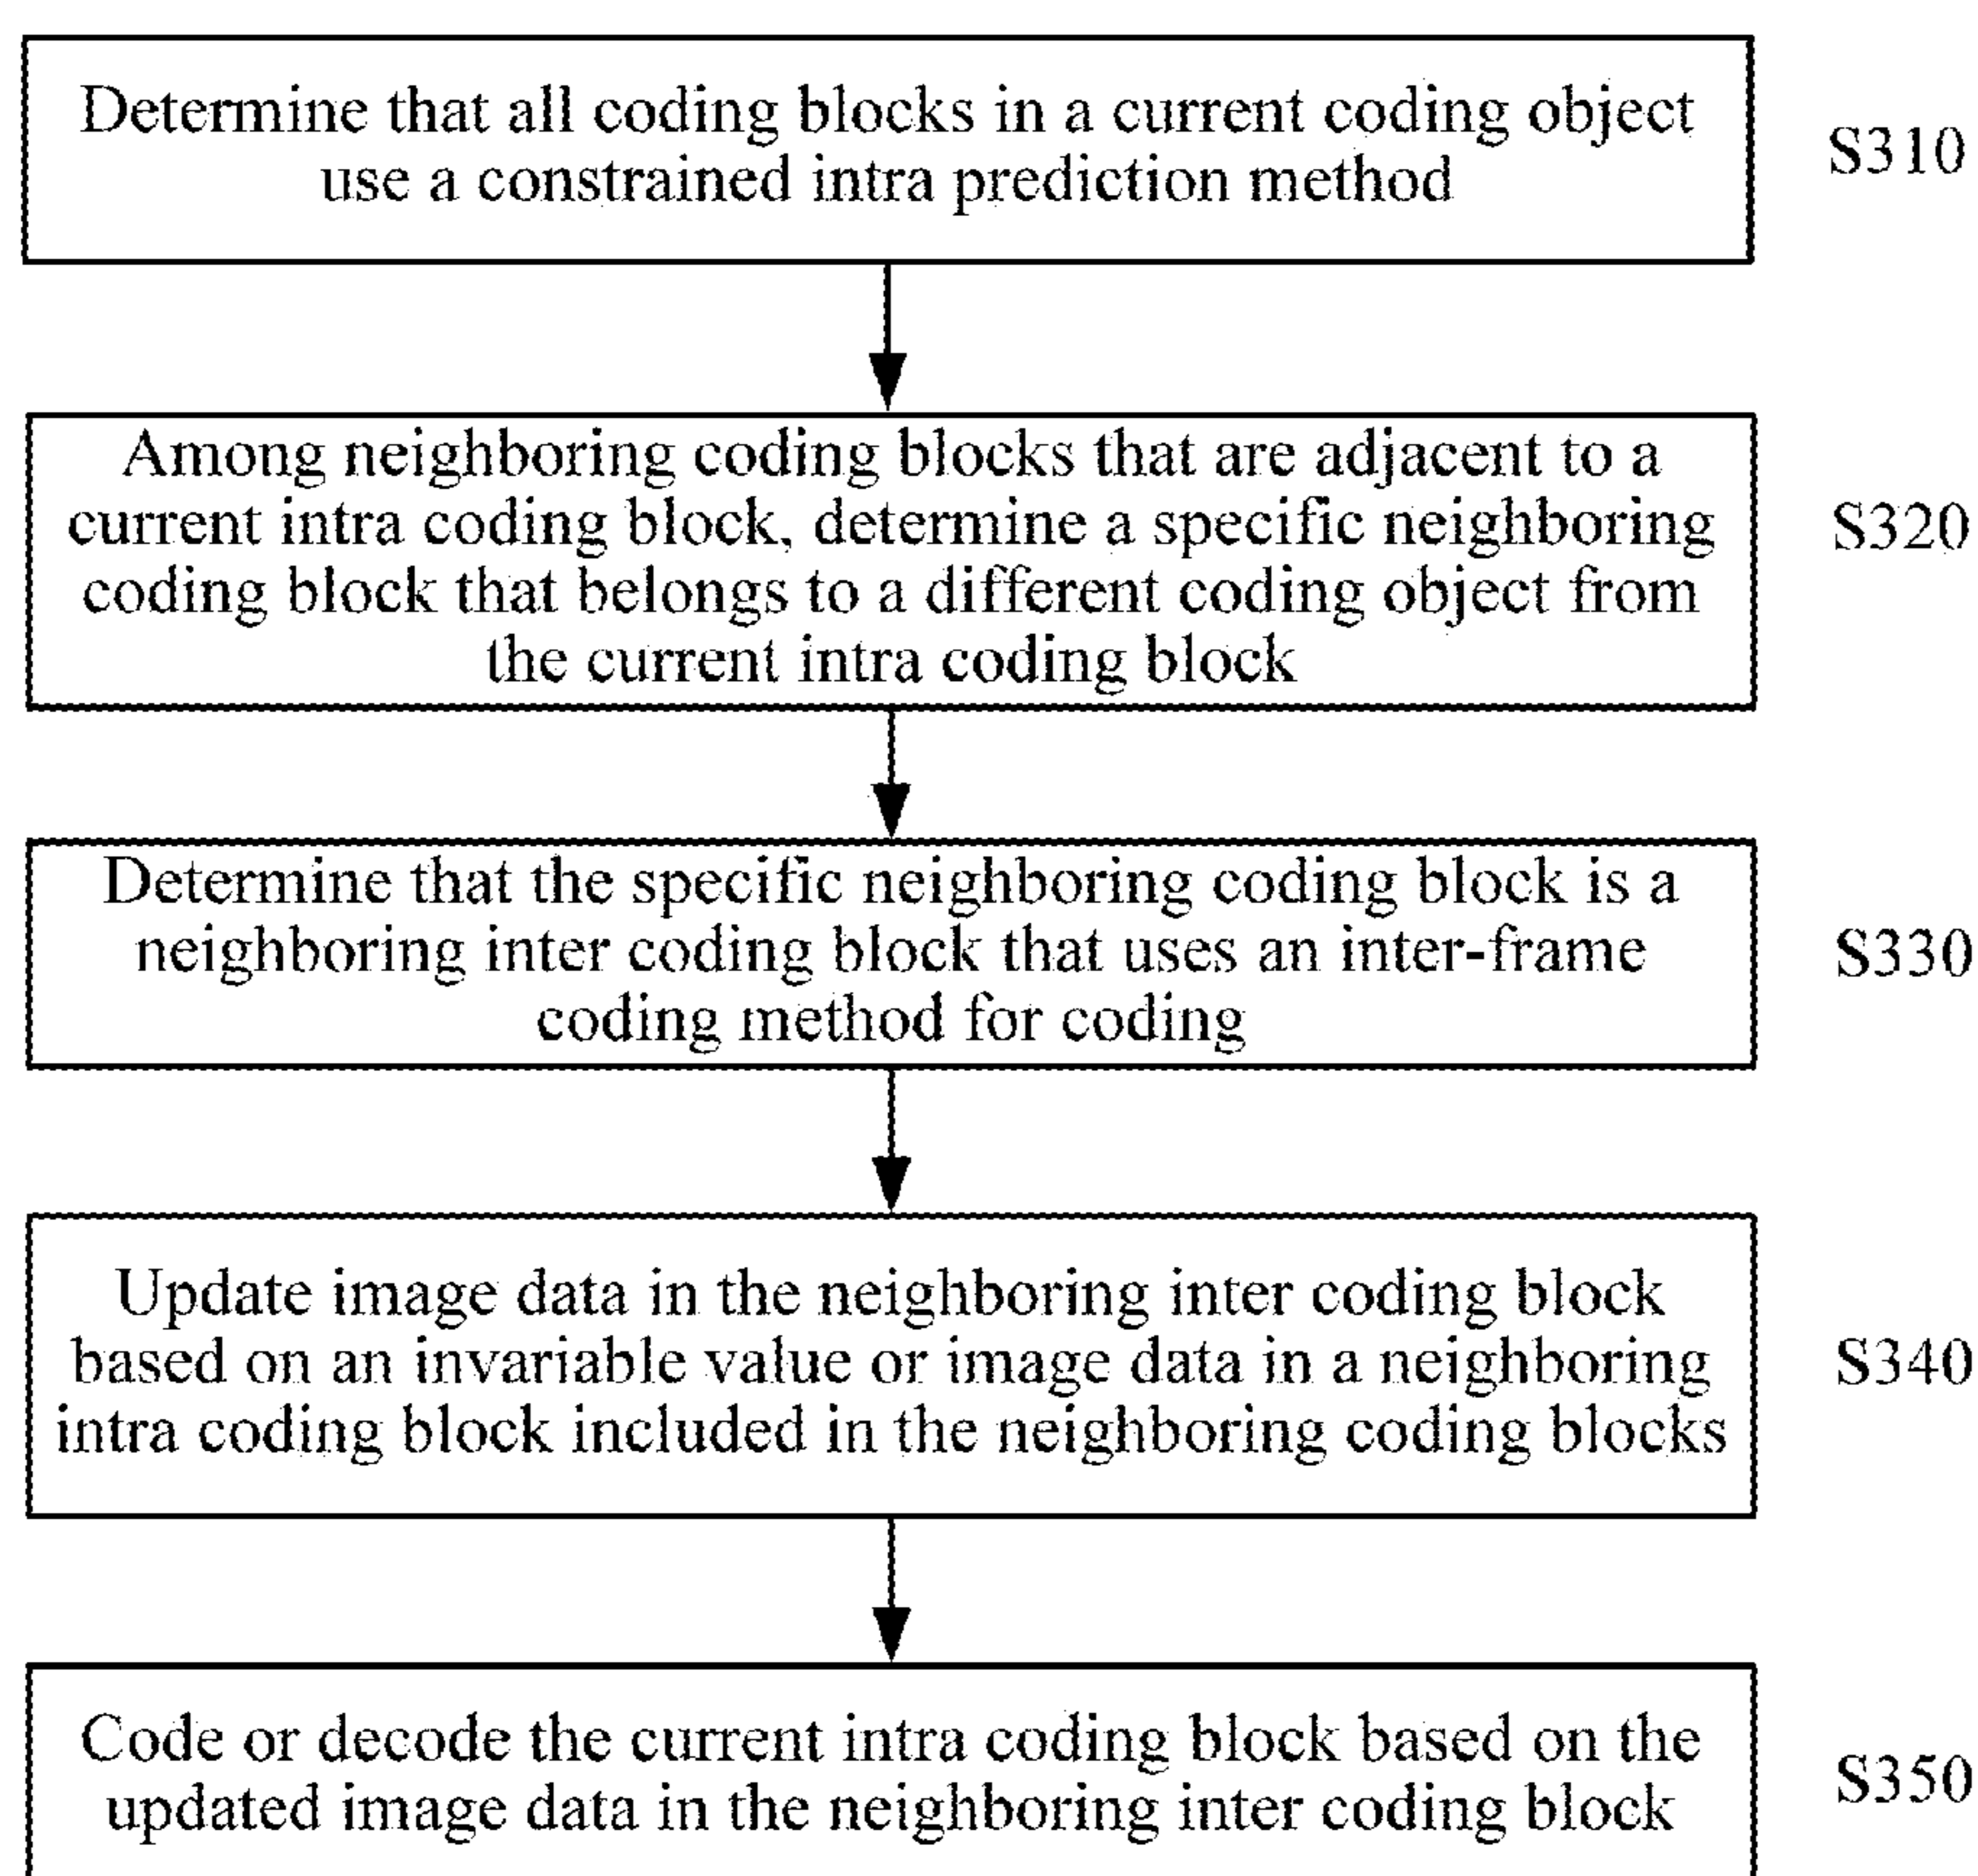 Determine that all coding blocks in a current coding object
use a constrained intra prediction method
S310
Among neighboring coding blocks that are adjacent to a
current intra coding block, determine a specific neighboring
coding block that belongs to a different coding object from
the current intra coding block
S320
Determine that the specific neighboring coding block is a
neighboring inter coding block that uses an inter-frame
coding method for coding
S330
Update image data in the neighboring inter coding block
based on an invariable value or image data in a neighboring
intra coding block included in the neighboring coding blocks
S340
Code or decode the current intra coding block based on the
updated image data in the neighboring inter coding block
S350